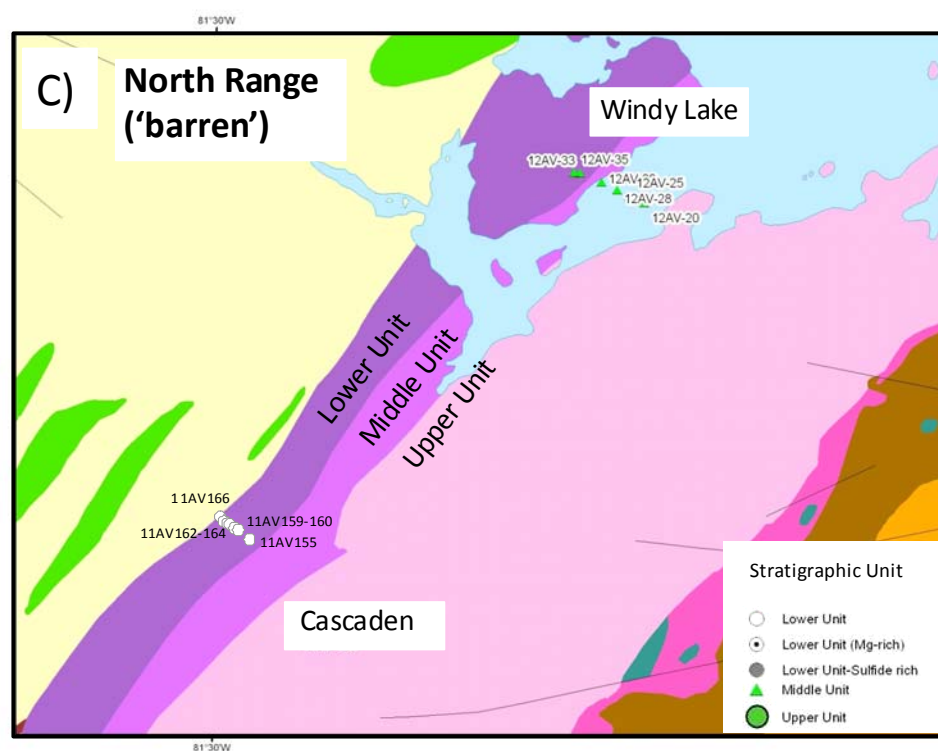 81°30'W
C)
North Range
('barren')
Windy Lake
12AV-33
12AV-35
12AV-25
12AV-28
12AV-20
Lower Unit
Middle Unit
Upper Unit
11AV166
11AV159-160
11AV162-164
11AV155
Cascaden
Stratigraphic Unit
Lower Unit
Lower Unit (Mg-rich)
Lower Unit-Sulfide rich
Middle Unit
Upper Unit
81°30'W